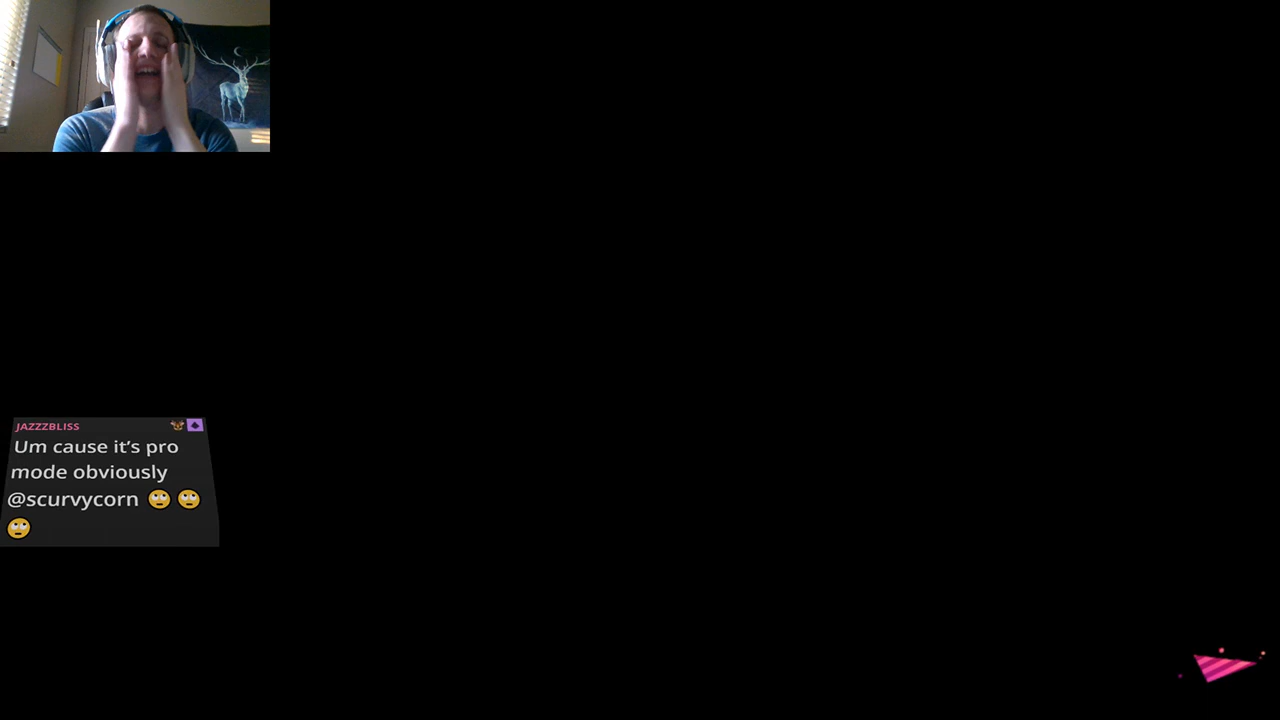 JAZZZBLISS
Um cause it's pro
mode obviously
@scurvycorn 🙄 🙄
🙄